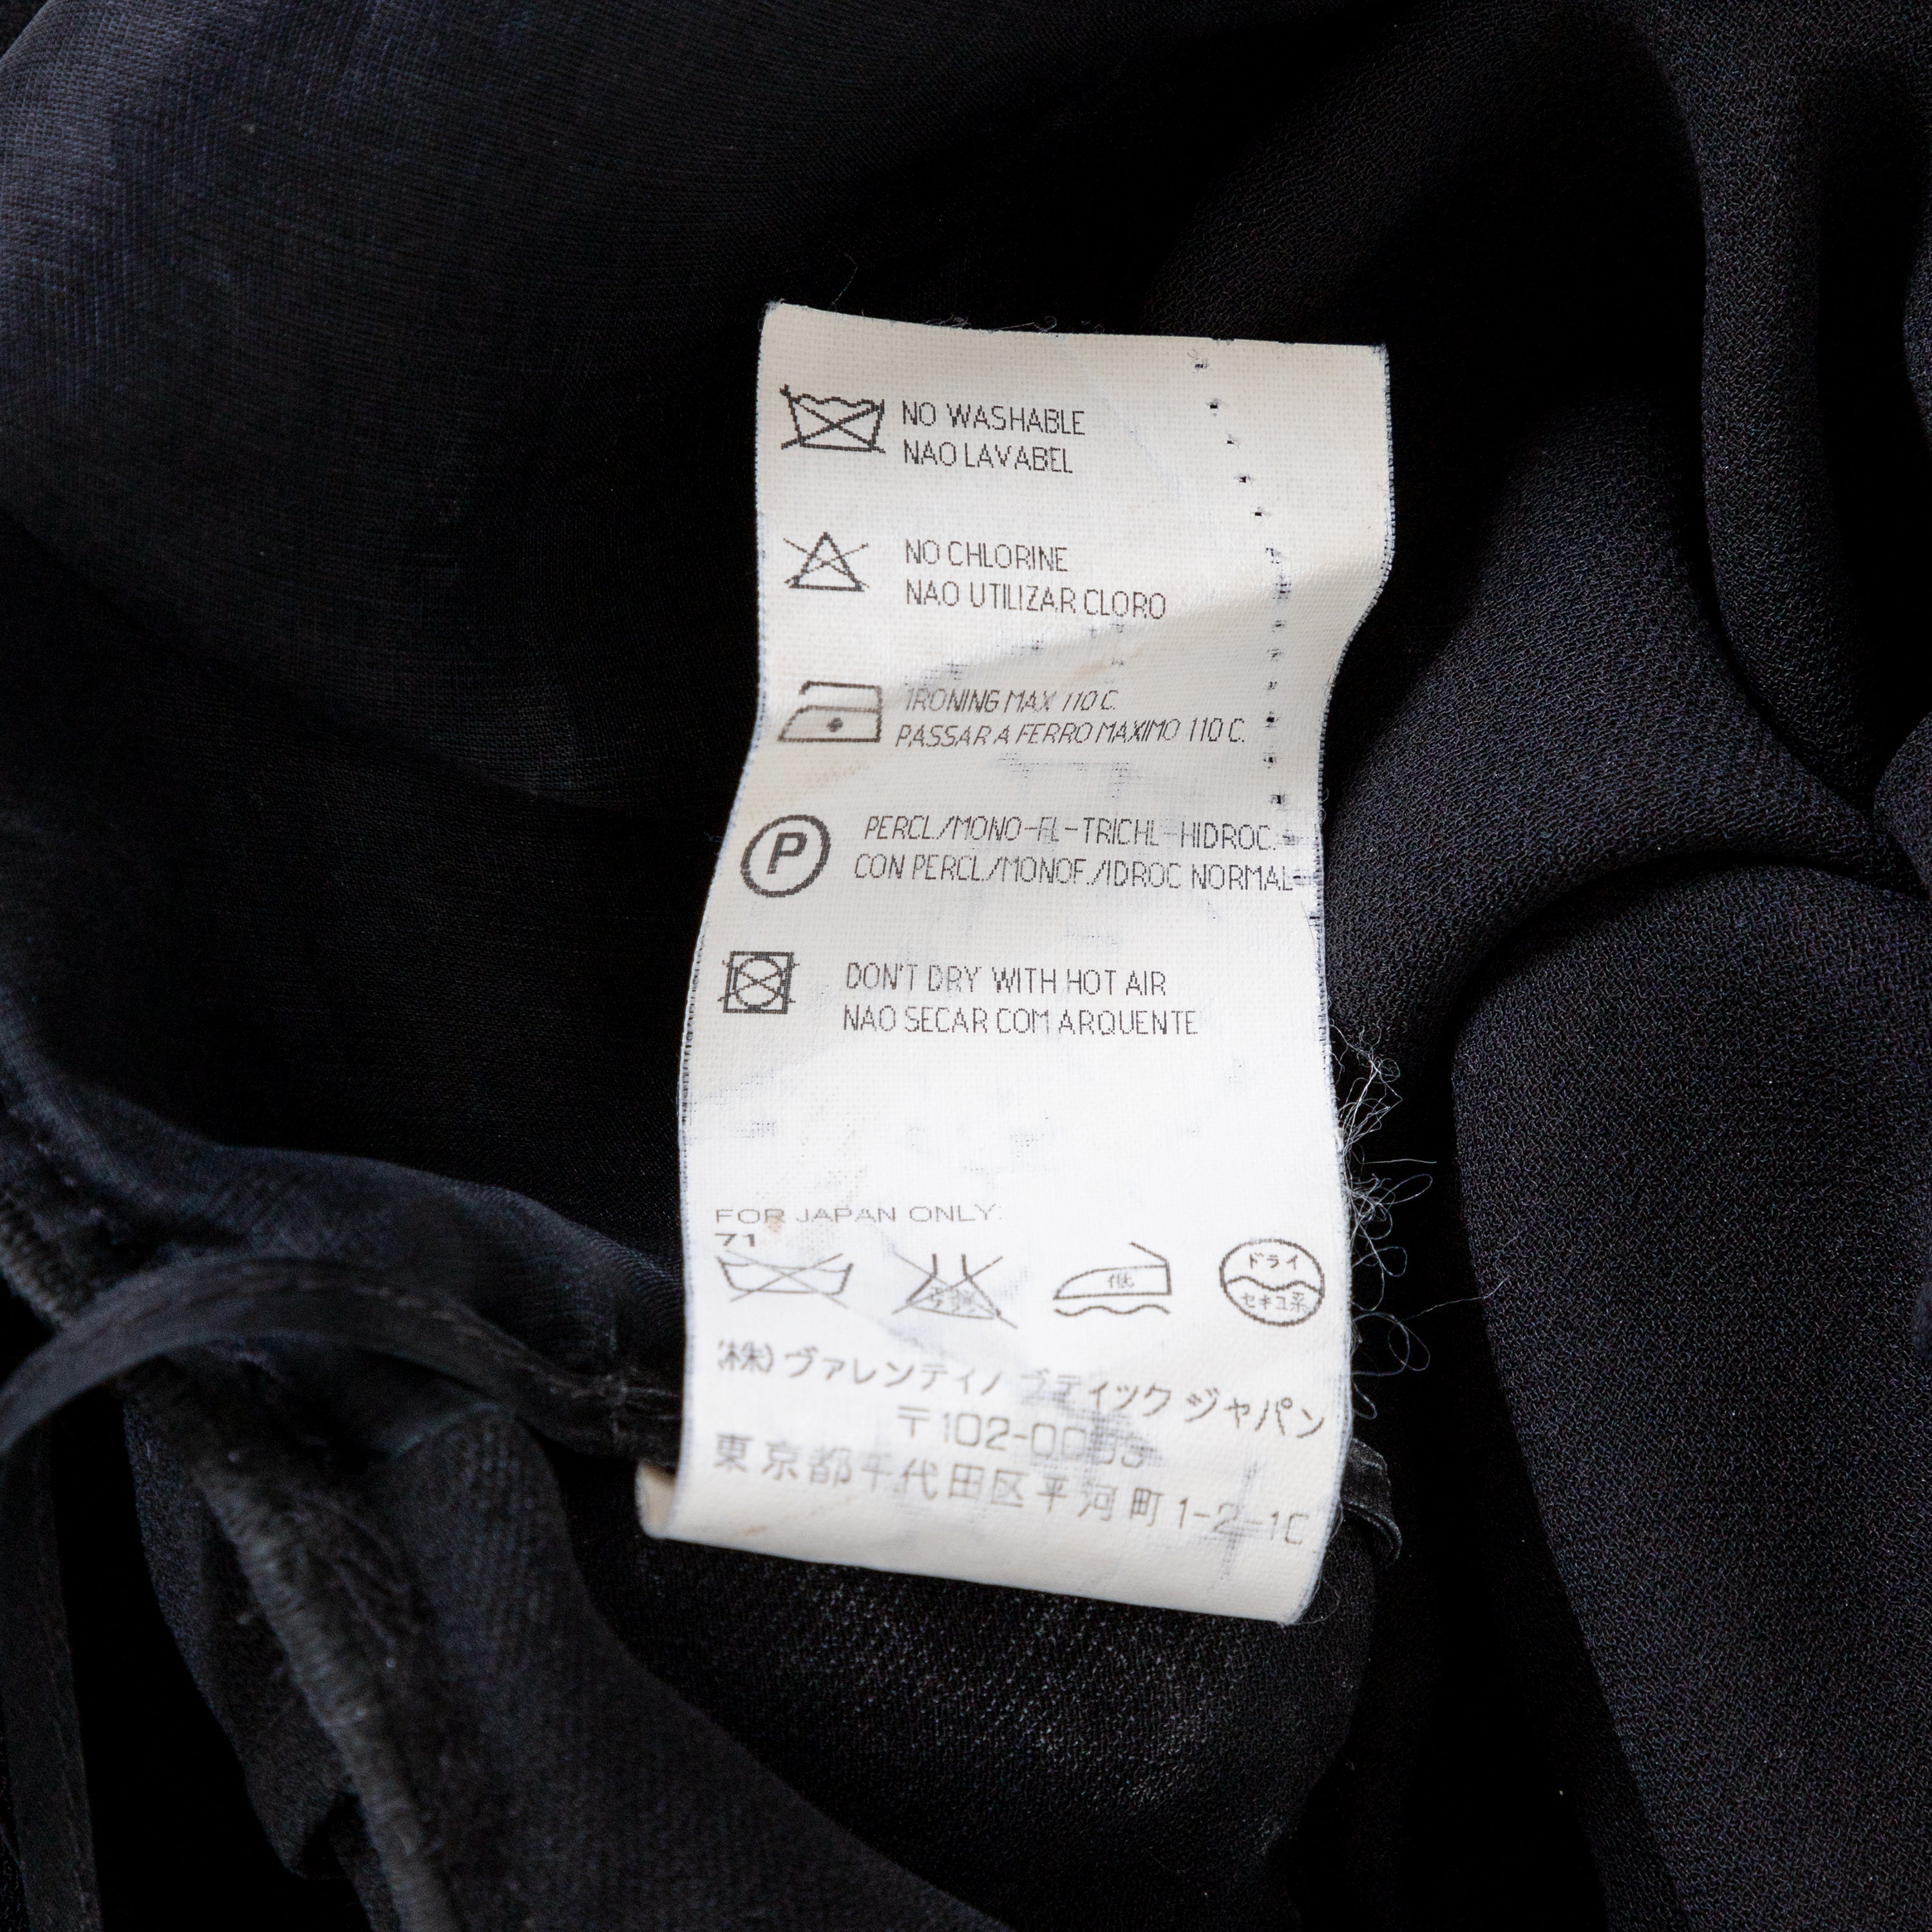 NO WASHABLE
NAO LAVABEL
NO CHLORINE
NAO UTILIZAR CLORO
IRONING MAX 110 C.
PASSAR A FERRO MAXIMO 110 C.
P
PERCL/MONO-FL-TRICHL-HIDROC.
CON PERCL/MONOF./IDROC NORMAL
DON'T DRY WITH HOT AIR
NAO SECAR COM ARQUENTE
FOR JAPAN ONLY:
71
低
ドライ
セキユ系
(株)ヴァレンティノ ブティック ジャパン
東京都千代田区平河町1-2-10